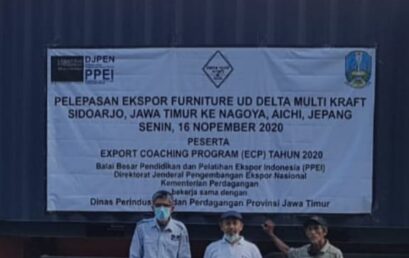 DJPEN
PPEI
PELEPASAN EKSPOR FURNITURE UD DELTA MULTI KRAFT
SIDOARJO, JAWA TIMUR KE NAGOYA, AICHI, JEPANG
SENIN, 16 NOPEMBER 2020
PESERTA
EXPORT COACHING PROGRAM (ECP) TAHUN 2020
Balai Besar Pendidikan dan Pelatihan Ekspor Indonesia (PPEI)
Direktorat Jenderal Pengembangan Ekspor Nasional
Kementerian Perdagangan
bekerja sama dengan
Dinas Perindus dan Perdagangan Provinsi Jawa Timur